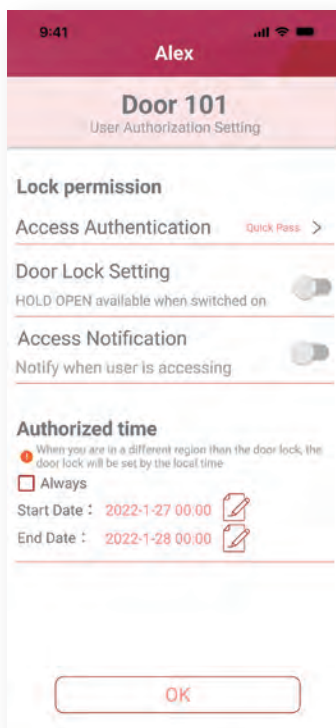 9:41
Alex
Door 101
User Authorization Setting
Lock permission
Access Authentication Quick Pass >
Door Lock Setting
HOLD OPEN available when switched on
Access Notification
Notify when user is accessing
Authorized time
When you are in a different region than the door lock, the
door lock will be set by the local time
Always
Start Date : 2022-1-27 00:00
End Date : 2022-1-28 00:00
OK